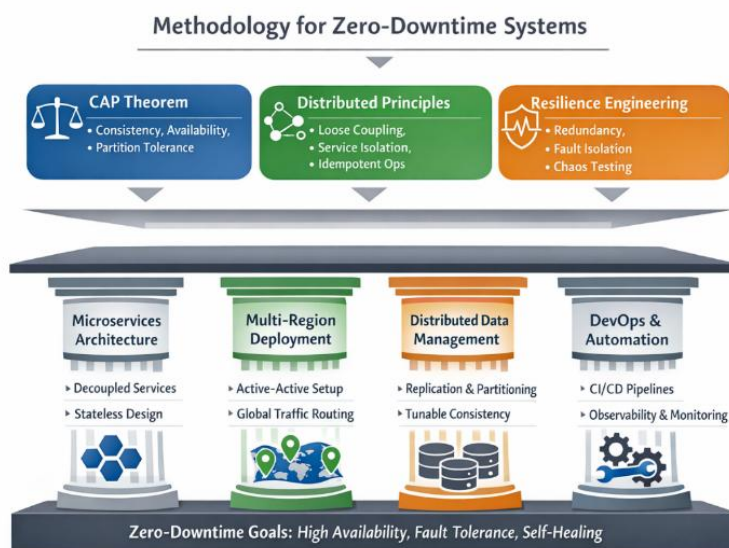 Methodology for Zero-Downtime Systems
CAP Theorem
• Consistency, Availability,
• Partition Tolerance
Distributed Principles
• Loose Coupling,
• Service Isolation,
• Idempotent Ops
Resilience Engineering
• Redundancy,
• Fault Isolation
• Chaos Testing
Microservices
Architecture
▸ Decoupled Services
▸ Stateless Design
Multi-Region
Deployment
▸ Active-Active Setup
▸ Global Traffic Routing
Distributed Data
Management
▸ Replication & Partitioning
▸ Tunable Consistency
DevOps &
Automation
▸ CI/CD Pipelines
▸ Observability & Monitoring
Zero-Downtime Goals: High Availability, Fault Tolerance, Self-Healing